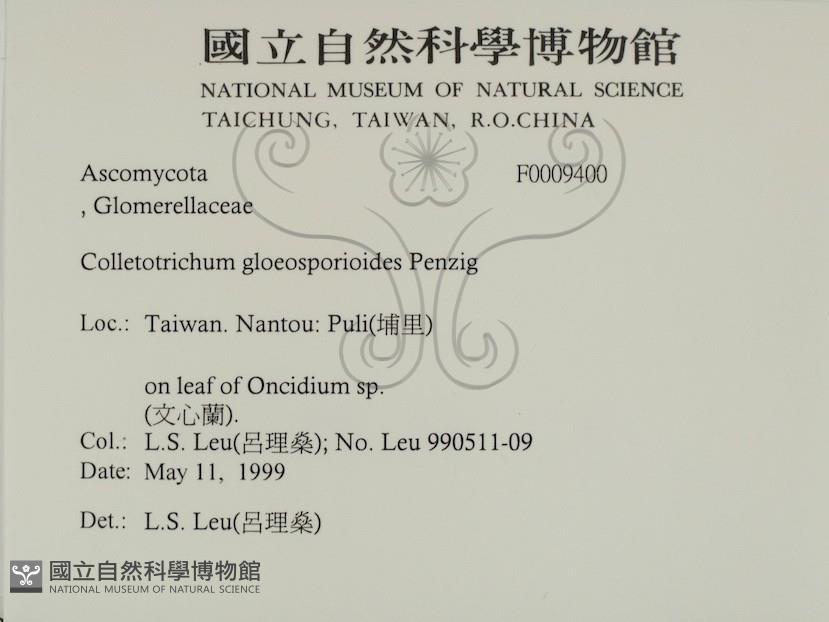 國立自然科學博物館
NATIONAL MUSEUM OF NATURAL SCIENCE
TAICHUNG, TAIWAN, R.O.CHINA
Ascomycota F0009400
, Glomerellaceae
Colletotrichum gloeosporioides Penzig
Loc.: Taiwan. Nantou: Puli(埔里)
on leaf of Oncidium sp.
(文心蘭).
Col.: L.S. Leu(呂理燊); No. Leu 990511-09
Date: May 11, 1999
Det.: L.S. Leu(呂理燊)
國立自然科學博物館
NATIONAL MUSEUM OF NATURAL SCIENCE